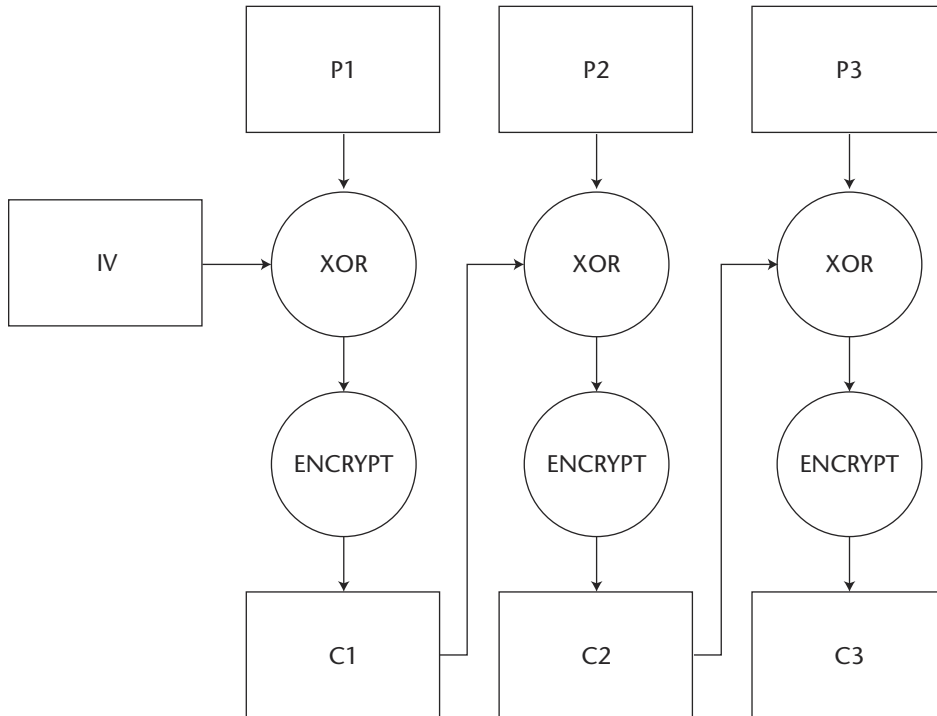 P1
P2
P3
IV
XOR
XOR
XOR
ENCRYPT
ENCRYPT
ENCRYPT
C1
C2
C3